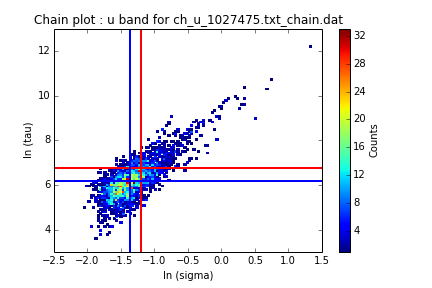 Chain plot : u band for ch_u_1027475.txt_chain.dat
12
10
8
6
4
ln (tau)
-2.5 -2.0 -1.5 -1.0 -0.5 0.0 0.5 1.0 1.5
ln (sigma)
32
28
24
20
16
12
8
4
Counts